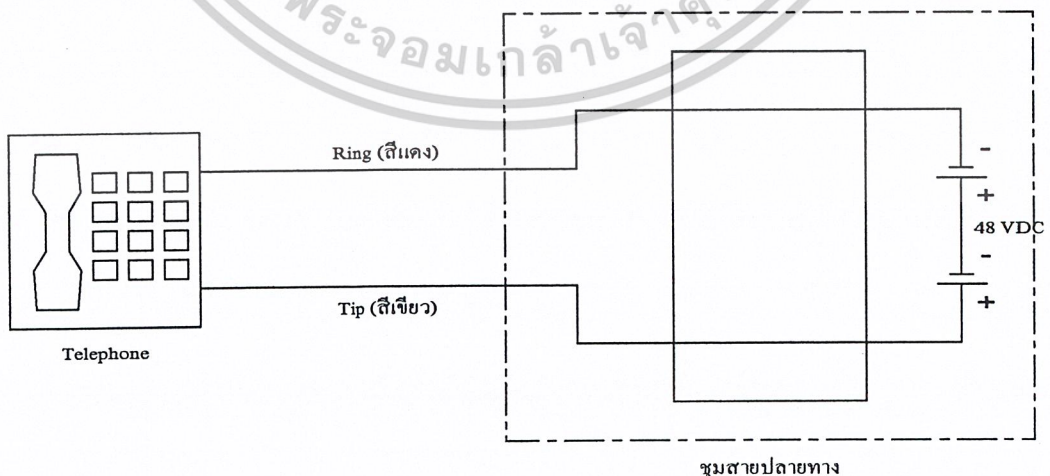 พระจอมเกล้าเจ้าคุ
Ring (สีแดง)
-
+
48 VDC
-
+
Tip (สีเขียว)
Telephone
ชุมสายปลายทาง